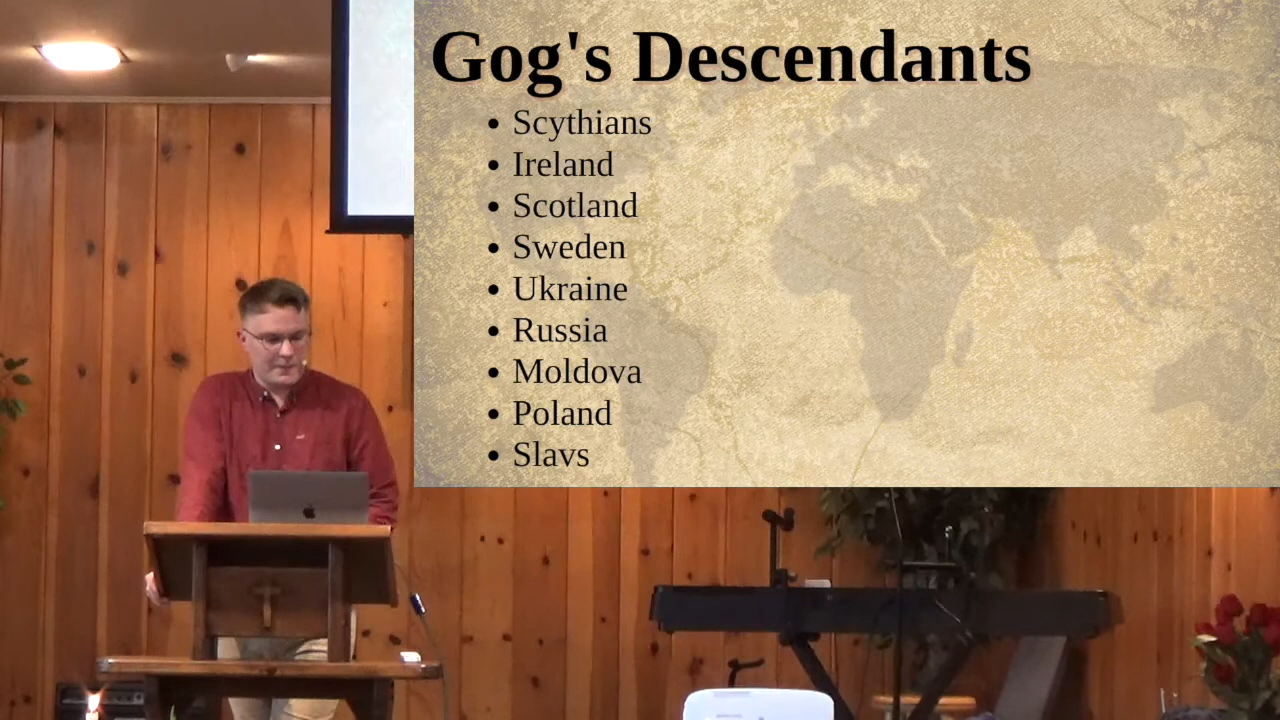 Gog's Descendants
• Scythians
• Ireland
• Scotland
• Sweden
• Ukraine
• Russia
• Moldova
• Poland
• Slavs